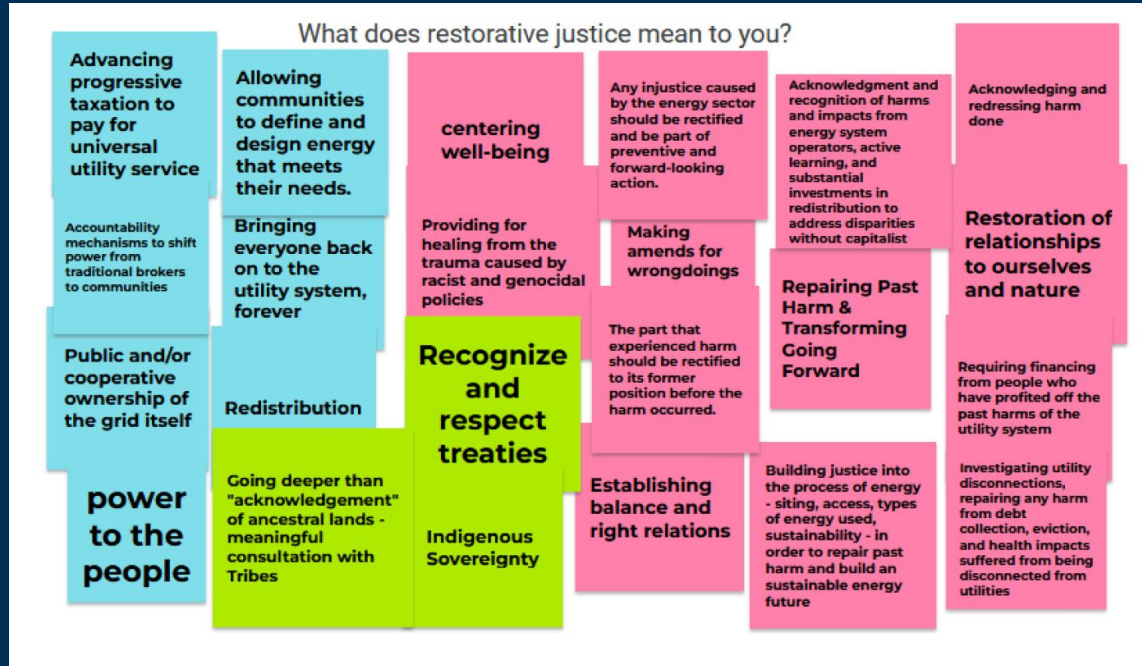 What does restorative justice mean to you?
Advancing
progressive
taxation to
pay for
universal
utility service
Accountability
mechanisms to shift
power from
traditional brokers
to communities
Public and/or
cooperative
ownership of
the grid itself
power
to the
people
Allowing
communities
to define and
design energy
that meets
their needs.
Bringing
everyone back
on to the
utility system,
forever
Redistribution
Going deeper than
"acknowledgement"
of ancestral lands -
meaningful
consultation with
Tribes
centering
well-being
Providing for
healing from the
trauma caused by
racist and genocidal
policies
Recognize
and
respect
treaties
Indigenous
Sovereignty
Any injustice caused
by the energy sector
should be rectified
and be part of
preventive and
forward-looking
action.
Making
amends for
wrongdoings
The part that
experienced harm
should be rectified
to its former
position before the
harm occurred.
Establishing
balance and
right relations
Acknowledgment and
recognition of harms
and impacts from
energy system
operators, active
learning, and
substantial
investments in
redistribution to
address disparities
without capitalist
Repairing Past
Harm &
Transforming
Going
Forward
Building justice into
the process of energy
- siting, access, types
of energy used,
sustainability - in
order to repair past
harm and build an
sustainable energy
future
Acknowledging and
redressing harm
done
Restoration of
relationships
to ourselves
and nature
Requiring financing
from people who
have profited off the
past harms of the
utility system
Investigating utility
disconnections,
repairing any harm
from debt
collection, eviction,
and health impacts
suffered from being
disconnected from
utilities